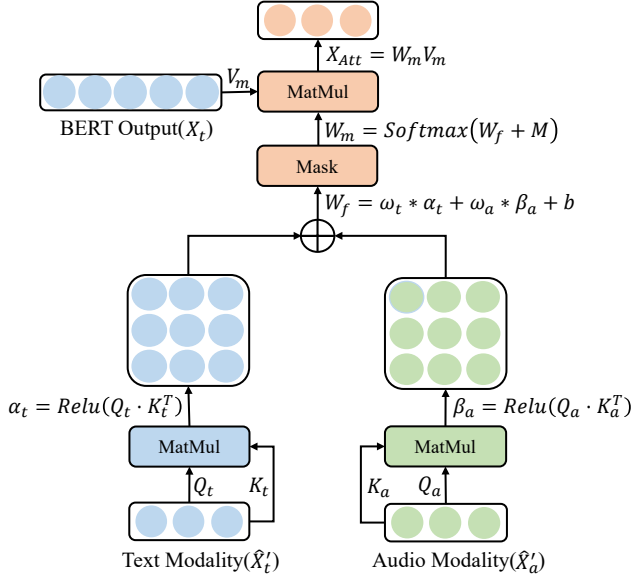 X_Att = W_m V_m
V_m
MatMul
BERT Output(X_t)
W_m = Softmax(W_f + M)
Mask
W_f = ω_t * α_t + ω_a * β_a + b
α_t = Relu(Q_t · K_t^T)
β_a = Relu(Q_a · K_a^T)
MatMul
MatMul
Q_t
K_t
K_a
Q_a
Text Modality(X̂_t′)
Audio Modality(X̂_a′)